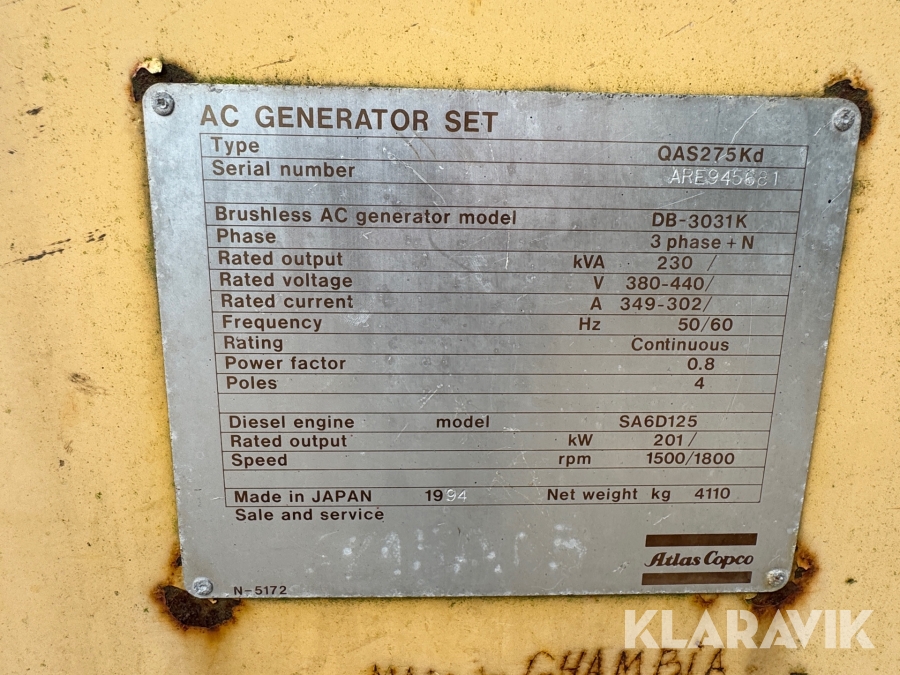 AC GENERATOR SET
Type QAS275Kd
Serial number ARE945681
Brushless AC generator model DB-3031K
Phase 3 phase + N
Rated output kVA 230 /
Rated voltage V 380-440/
Rated current A 349-302/
Frequency Hz 50/60
Rating Continuous
Power factor 0.8
Poles 4
Diesel engine model SA6D125
Rated output kW 201/
Speed rpm 1500/1800
Made in JAPAN 1994 Net weight kg 4110
Sale and service
Atlas Copco
N-5172
KLARAVIK
GHAMBIA